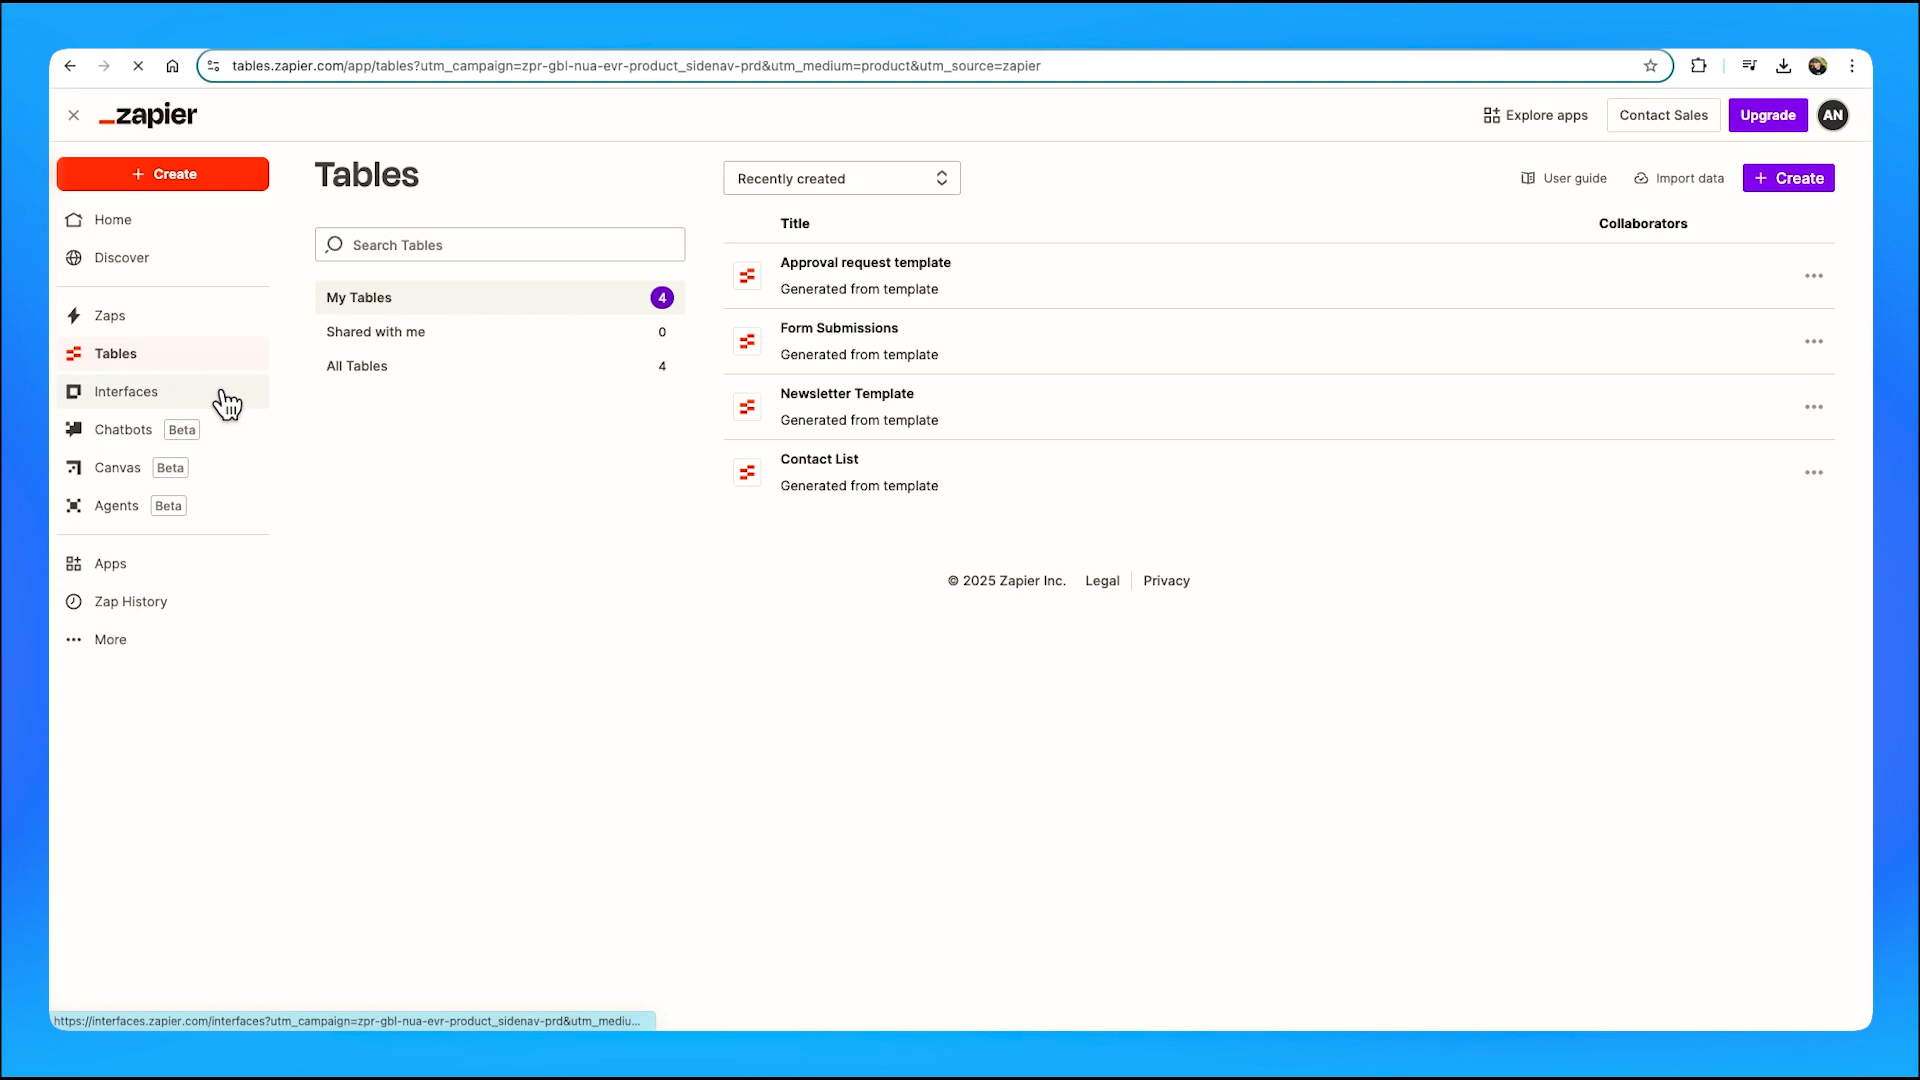 tables.zapier.com/app/tables?utm_campaign=zpr-gbl-nua-evr-product_sidenav-prd&utm_medium=product&utm_source=zapier
_zapier
Explore apps
Contact Sales
Upgrade
AN
+ Create
Home
Discover
Zaps
Tables
Interfaces
Chatbots Beta
Canvas Beta
Agents Beta
Apps
Zap History
More
Tables
Search Tables
My Tables 4
Shared with me 0
All Tables 4
Recently created
User guide
Import data
+ Create
Title Collaborators
Approval request template
Generated from template
Form Submissions
Generated from template
Newsletter Template
Generated from template
Contact List
Generated from template
© 2025 Zapier Inc. Legal Privacy
https://interfaces.zapier.com/interfaces?utm_campaign=zpr-gbl-nua-evr-product_sidenav-prd&utm_mediu...